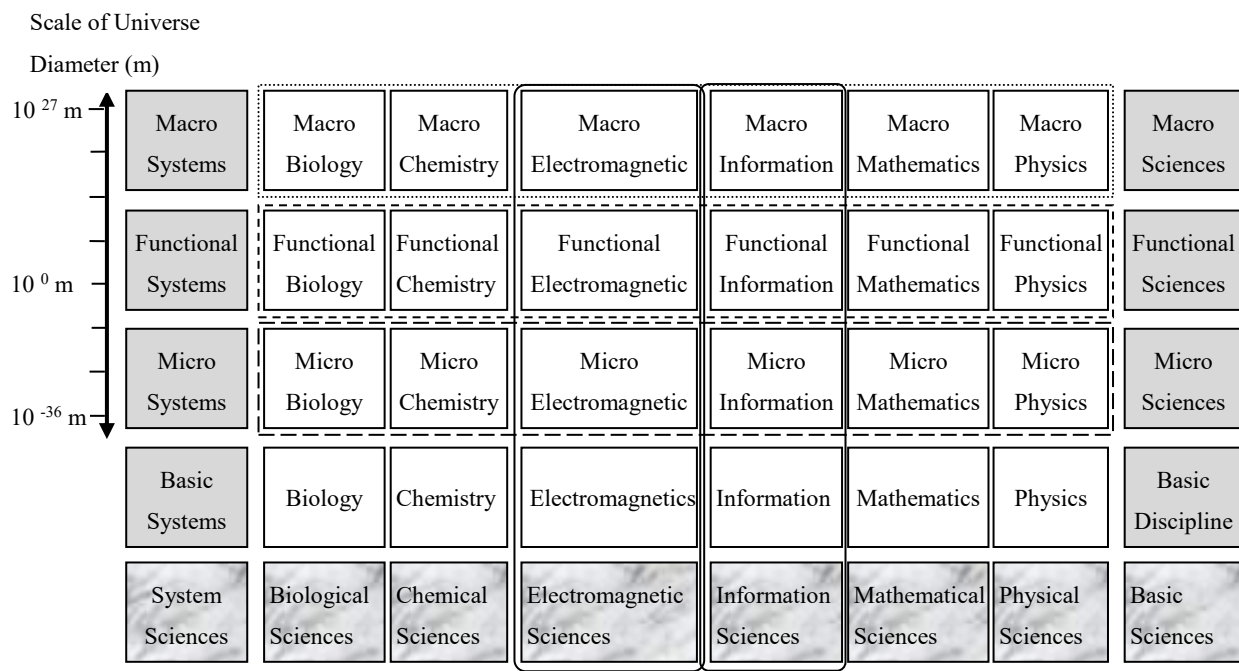 Scale of Universe
Diameter (m)
10 27 m
Macro
Systems
Macro
Biology
Macro
Chemistry
Macro
Electromagnetic
Macro
Information
Macro
Mathematics
Macro
Physics
Macro
Sciences
Functional
Systems
Functional
Biology
Functional
Chemistry
Functional
Electromagnetic
Functional
Information
Functional
Mathematics
Functional
Physics
Functional
Sciences
10 0 m
Micro
Systems
Micro
Biology
Micro
Chemistry
Micro
Electromagnetic
Micro
Information
Micro
Mathematics
Micro
Physics
Micro
Sciences
10 -36 m
Basic
Systems
Biology
Chemistry
Electromagnetics
Information
Mathematics
Physics
Basic
Discipline
System
Sciences
Biological
Sciences
Chemical
Sciences
Electromagnetic
Sciences
Information
Sciences
Mathematical
Sciences
Physical
Sciences
Basic
Sciences